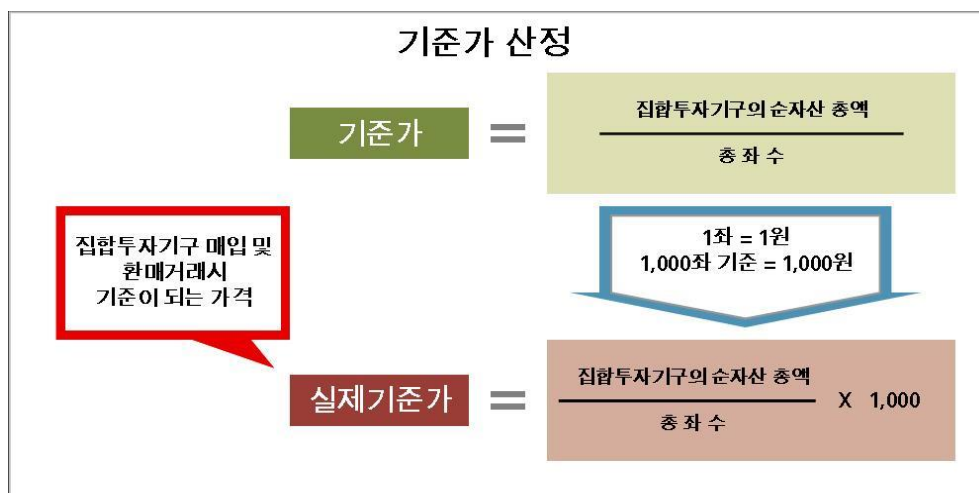 기준가 산정
기준가
=
집합투자기구의 순자산 총액
총 좌 수
집합투자기구 매입 및
환매거래시
기준이 되는 가격
1좌 = 1원
1,000좌 기준 = 1,000원
실제기준가
=
집합투자기구의 순자산 총액
총 좌 수
X 1,000